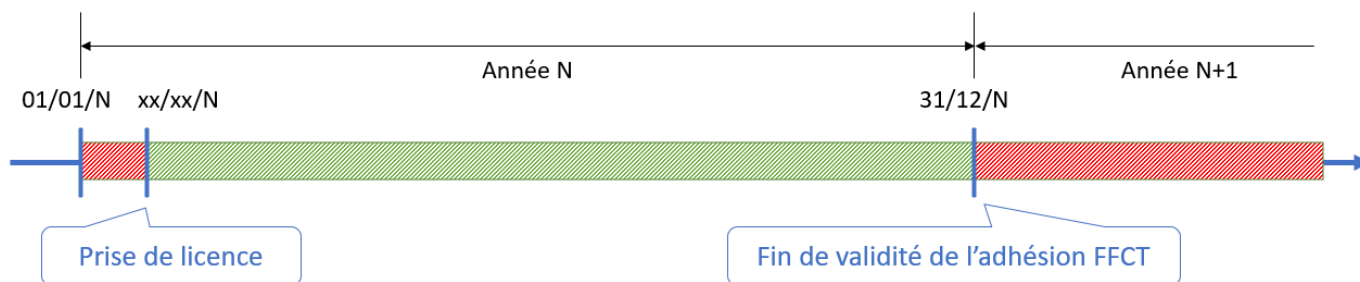 Année N
Année N+1
01/01/N
xx/xx/N
31/12/N
Prise de licence
Fin de validité de l’adhésion FFCT